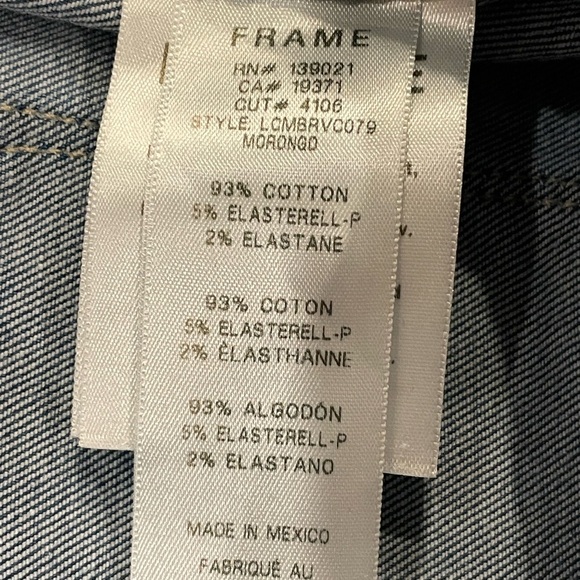 FRAME
RN# 139021
CA# 19371
CUT# 4106
STYLE LCMBRVC079
MORONGO
93% COTTON
5% ELASTERELL-P
2% ELASTANE
93% COTON
5% ELASTERELL-P
2% ÉLASTHANNE
93% ALGODÓN
5% ELASTERELL-P
2% ELASTANO
MADE IN MEXICO
FABRIQUÉ AU